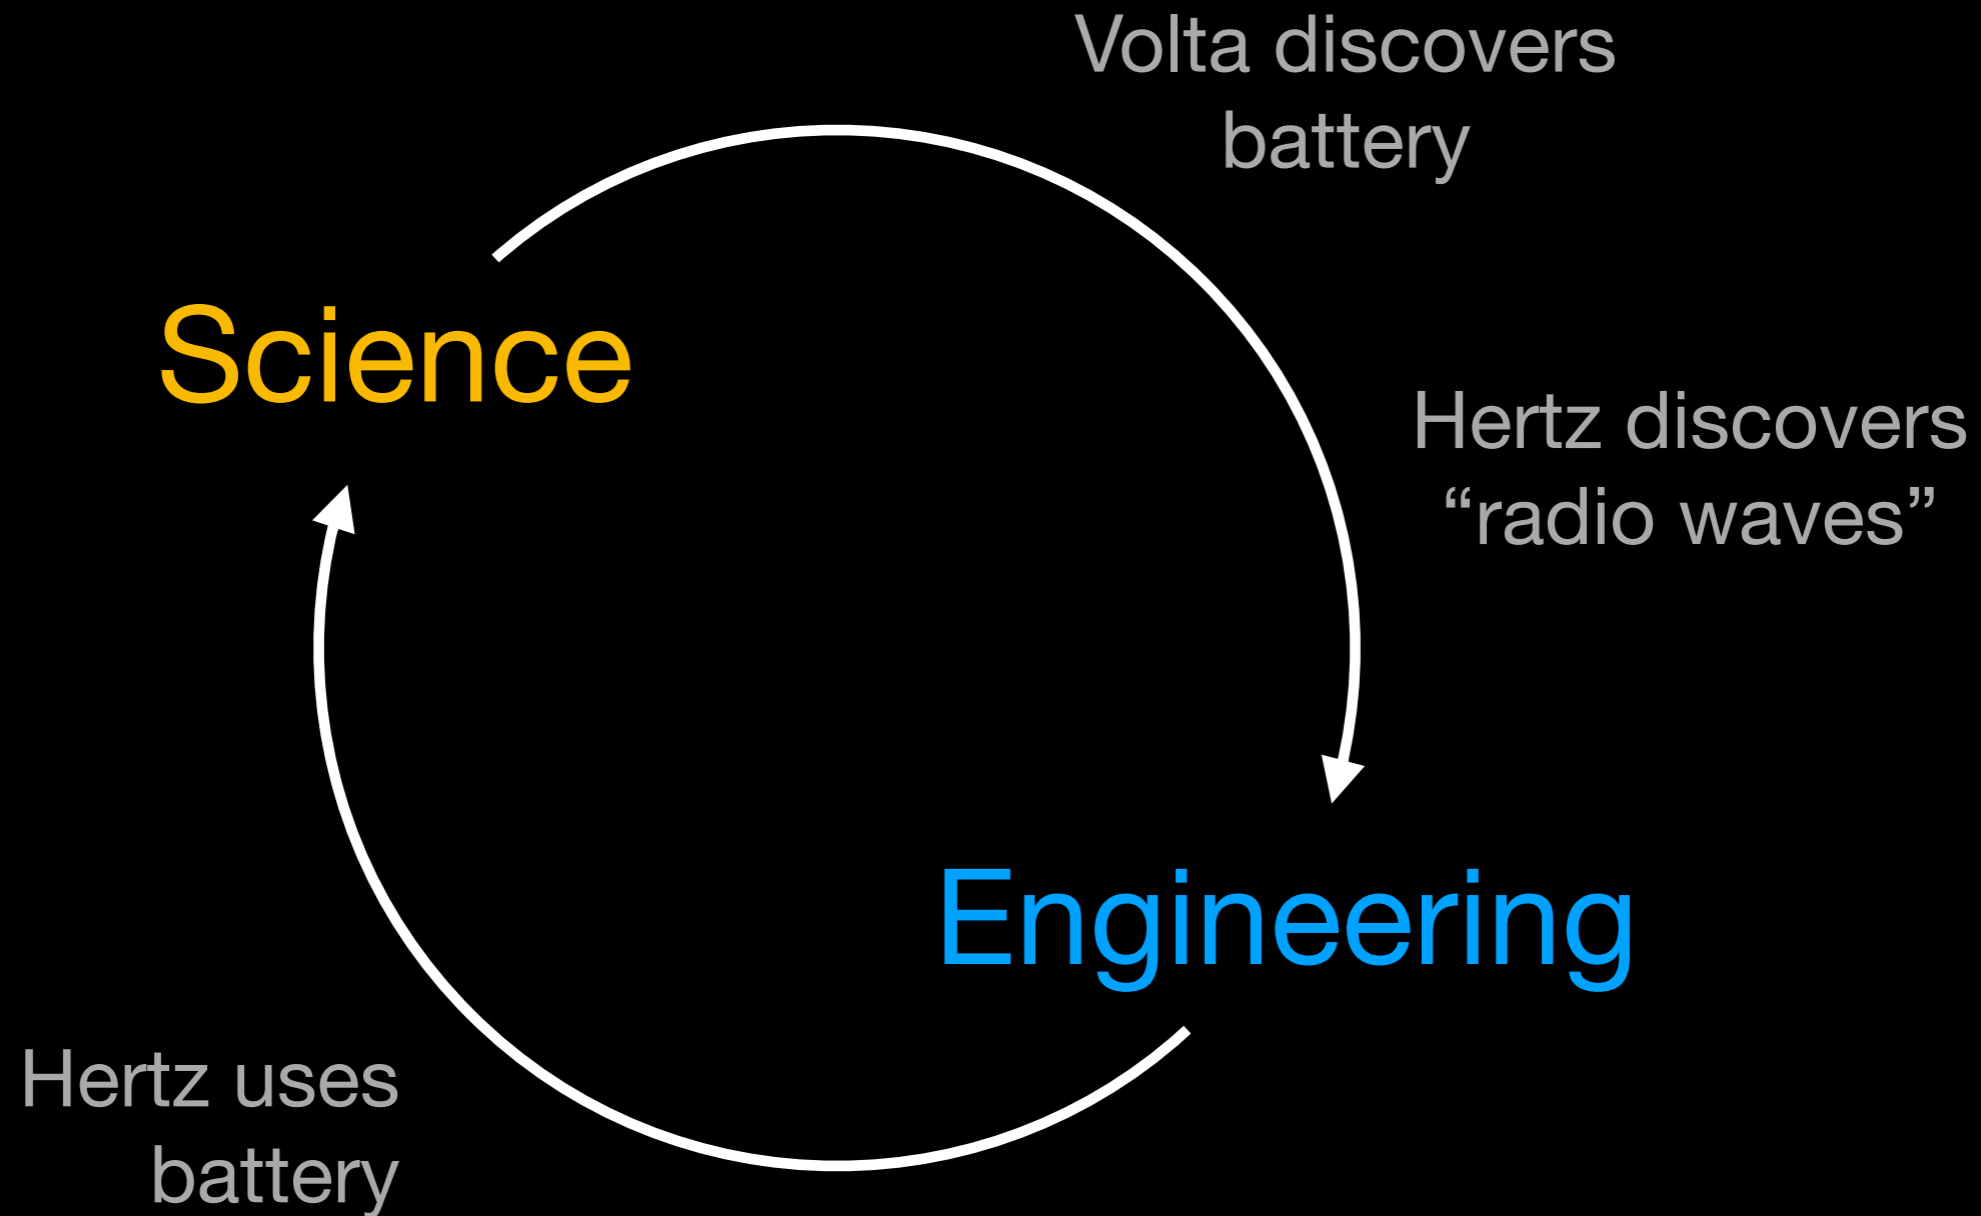 Volta discovers
battery
Science
Hertz discovers
“radio waves”
Engineering
Hertz uses
battery